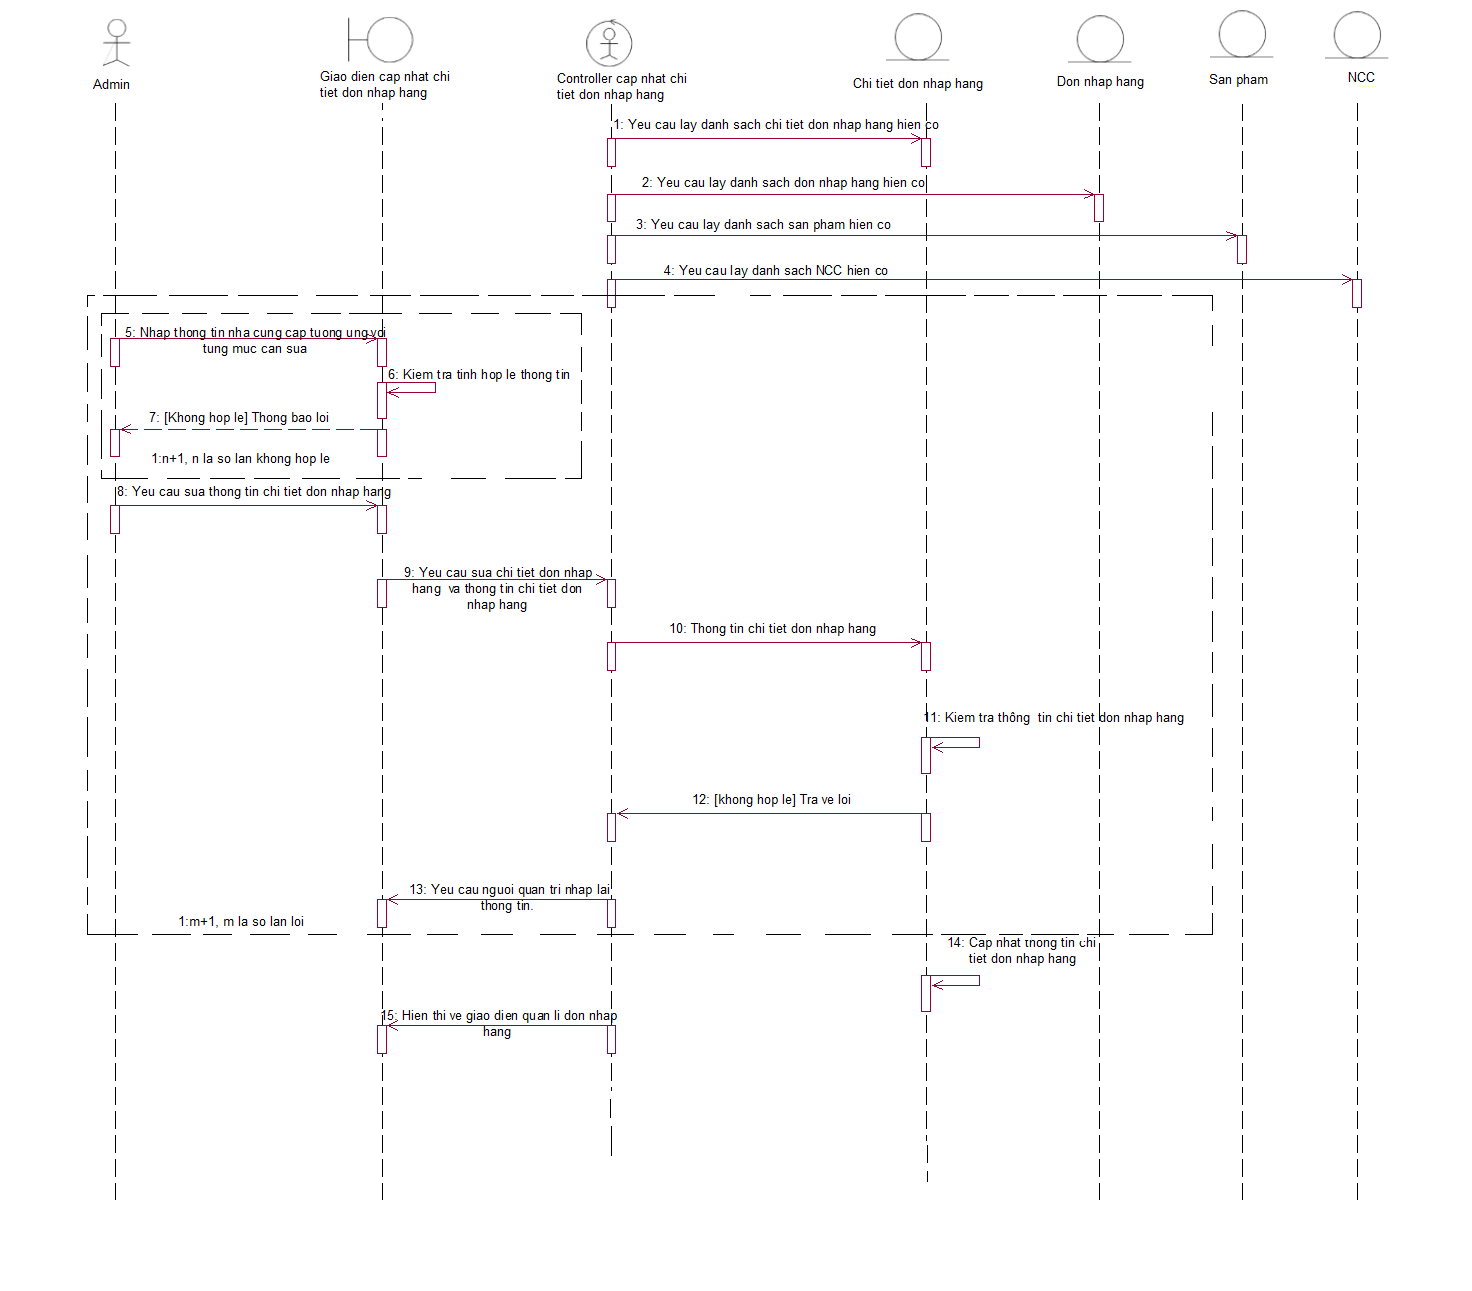 Admin
Giao dien cap nhat chi
tiet don nhap hang
Controller cap nhat chi
tiet don nhap hang
Chi tiet don nhap hang
Don nhap hang
San pham
NCC
1: Yeu cau lay danh sach chi tiet don nhap hang hien co
2: Yeu cau lay danh sach don nhap hang hien co
3: Yeu cau lay danh sach san pham hien co
4: Yeu cau lay danh sach NCC hien co
5: Nhap thong tin nha cung cap tuong ung voi
tung muc can sua
6: Kiem tra tinh hop le thong tin
7: [Khong hop le] Thong bao loi
1:n+1, n la so lan khong hop le
8: Yeu cau sua thong tin chi tiet don nhap hang
9: Yeu cau sua chi tiet don nhap
hang  va thong tin chi tiet don
nhap hang
10: Thong tin chi tiet don nhap hang
11: Kiem tra thông  tin chi tiet don nhap hang
12: [khong hop le] Tra ve loi
13: Yeu cau nguoi quan tri nhap lai
thong tin.
1:m+1, m la so lan loi
14: Cap nhat thong tin chi
tiet don nhap hang
15: Hien thi ve giao dien quan li don nhap
hang